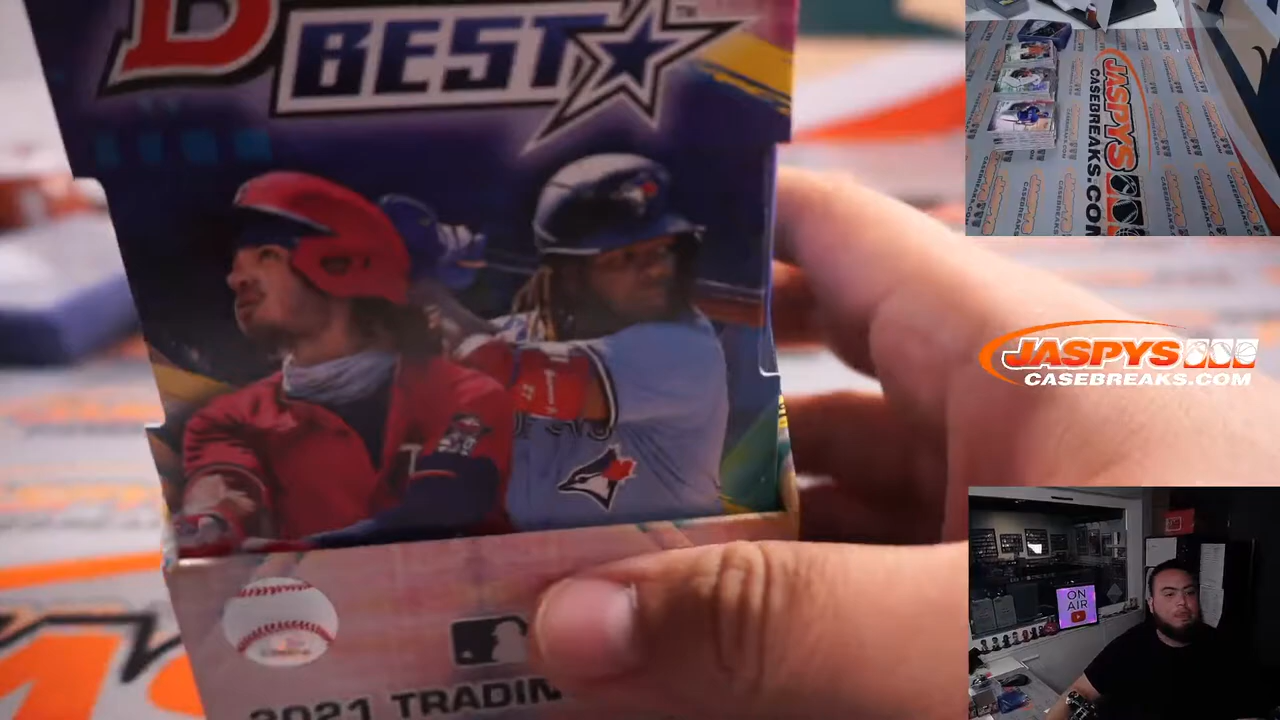 B
BEST
2021 TRADIN
JASPYS
CASEBREAKS.COM
JASPYS
CASEBREAKS.COM
ON
AIR